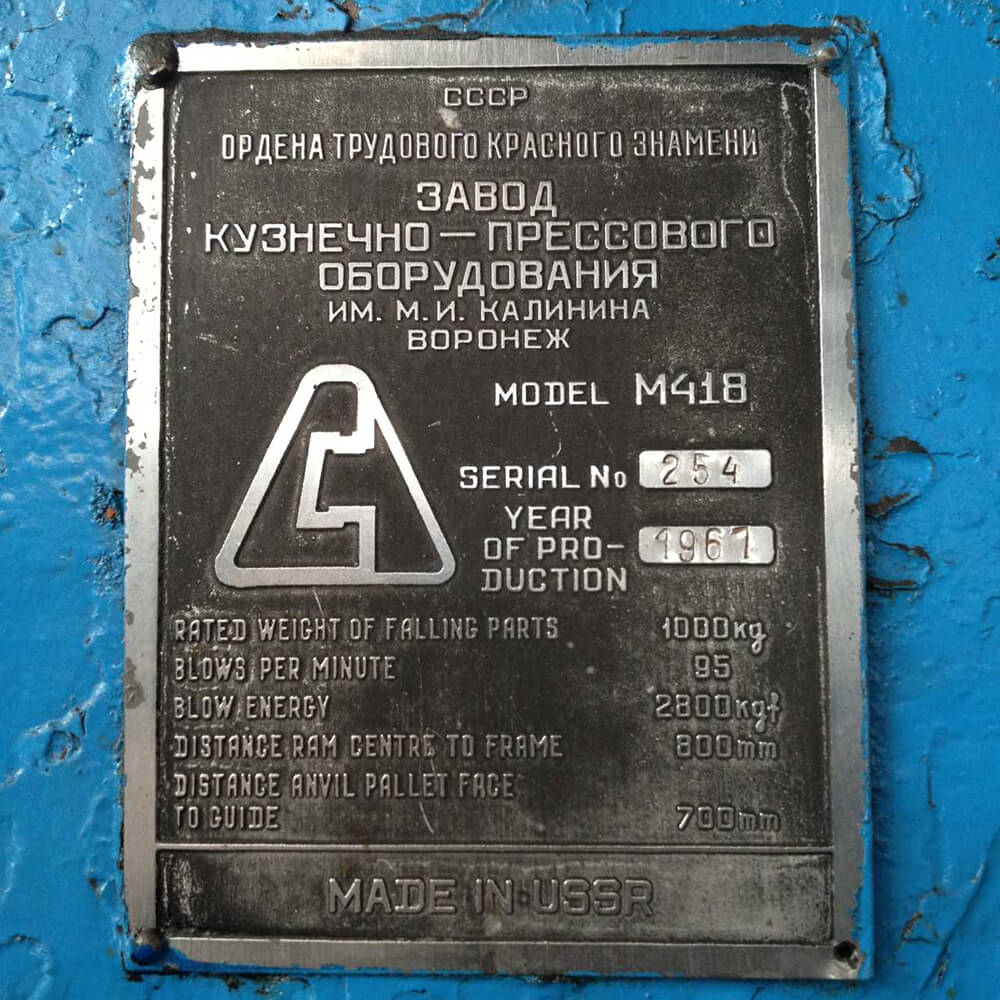 СССР
ОРДЕНА ТРУДОВОГО КРАСНОГО ЗНАМЕНИ
ЗАВОД
КУЗНЕЧНО — ПРЕССОВОГО
ОБОРУДОВАНИЯ
ИМ. М. И. КАЛИНИНА
ВОРОНЕЖ
MODEL М418
SERIAL No 254
YEAR
OF PRO-
DUCTION 1967
RATED WEIGHT OF FALLING PARTS 1000kg
BLOWS PER MINUTE 95
BLOW ENERGY 2800kgf
DISTANCE RAM CENTRE TO FRAME 800mm
DISTANCE ANVIL PALLET FACE
TO GUIDE 700mm
MADE IN USSR